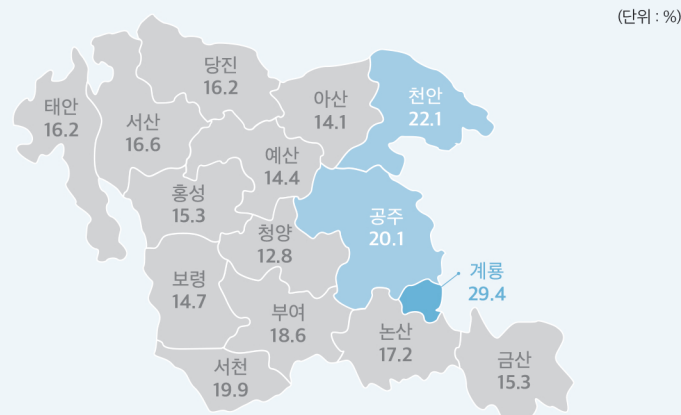 (단위 : %)
당진
16.2
태안
16.2
서산
16.6
아산
14.1
천안
22.1
예산
14.4
홍성
15.3
청양
12.8
공주
20.1
계룡
29.4
보령
14.7
부여
18.6
논산
17.2
서천
19.9
금산
15.3